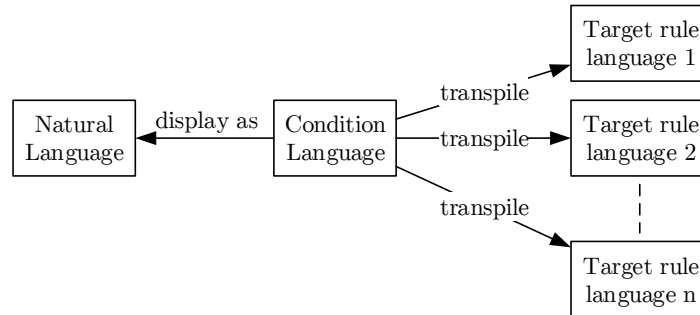 Natural
Language
display as
Condition
Language
transpile
transpile
transpile
Target rule
language 1
Target rule
language 2
Target rule
language n